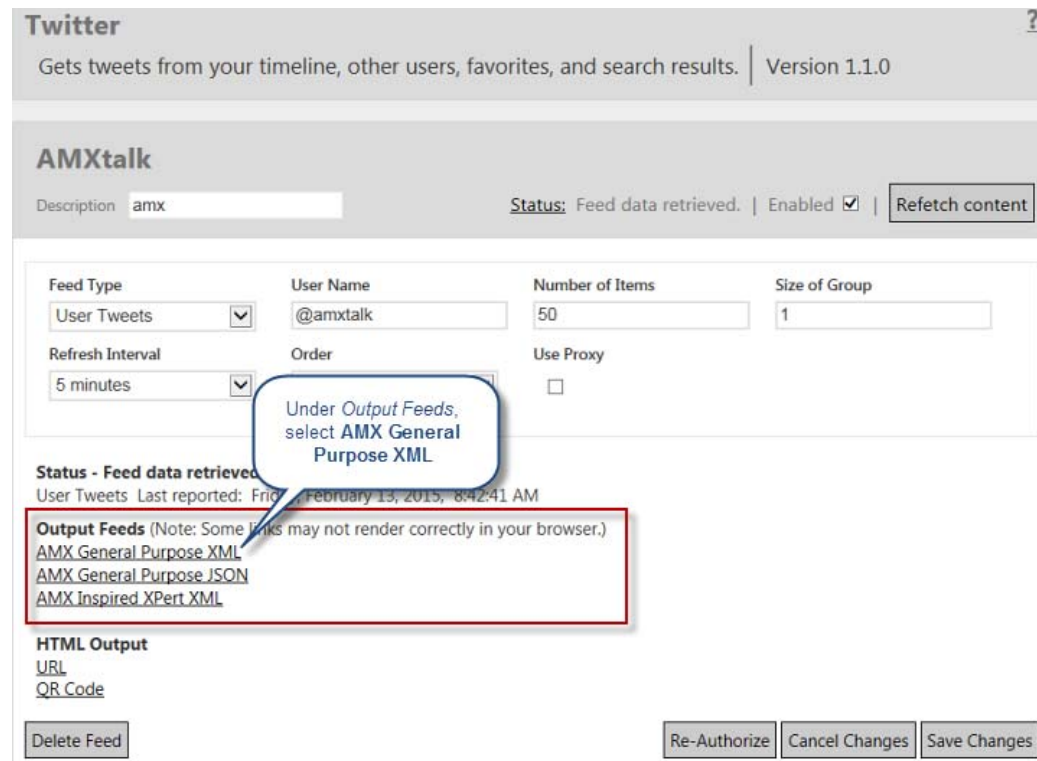 Twitter
?
Gets tweets from your timeline, other users, favorites, and search results. | Version 1.1.0
AMXtalk
Description amx
Status: Feed data retrieved. | Enabled | Refetch content
Feed Type User Name Number of Items Size of Group
User Tweets @amxtalk 50 1
Refresh Interval Order Use Proxy
5 minutes
Under Output Feeds,
select AMX General
Purpose XML
Status - Feed data retrieved
User Tweets Last reported: February 13, 2015, 8:42:41 AM
Output Feeds (Note: Some links may not render correctly in your browser.)
AMX General Purpose XML
AMX General Purpose JSON
AMX Inspired XPert XML
HTML Output
URL
QR Code
Delete Feed Re-Authorize Cancel Changes Save Changes